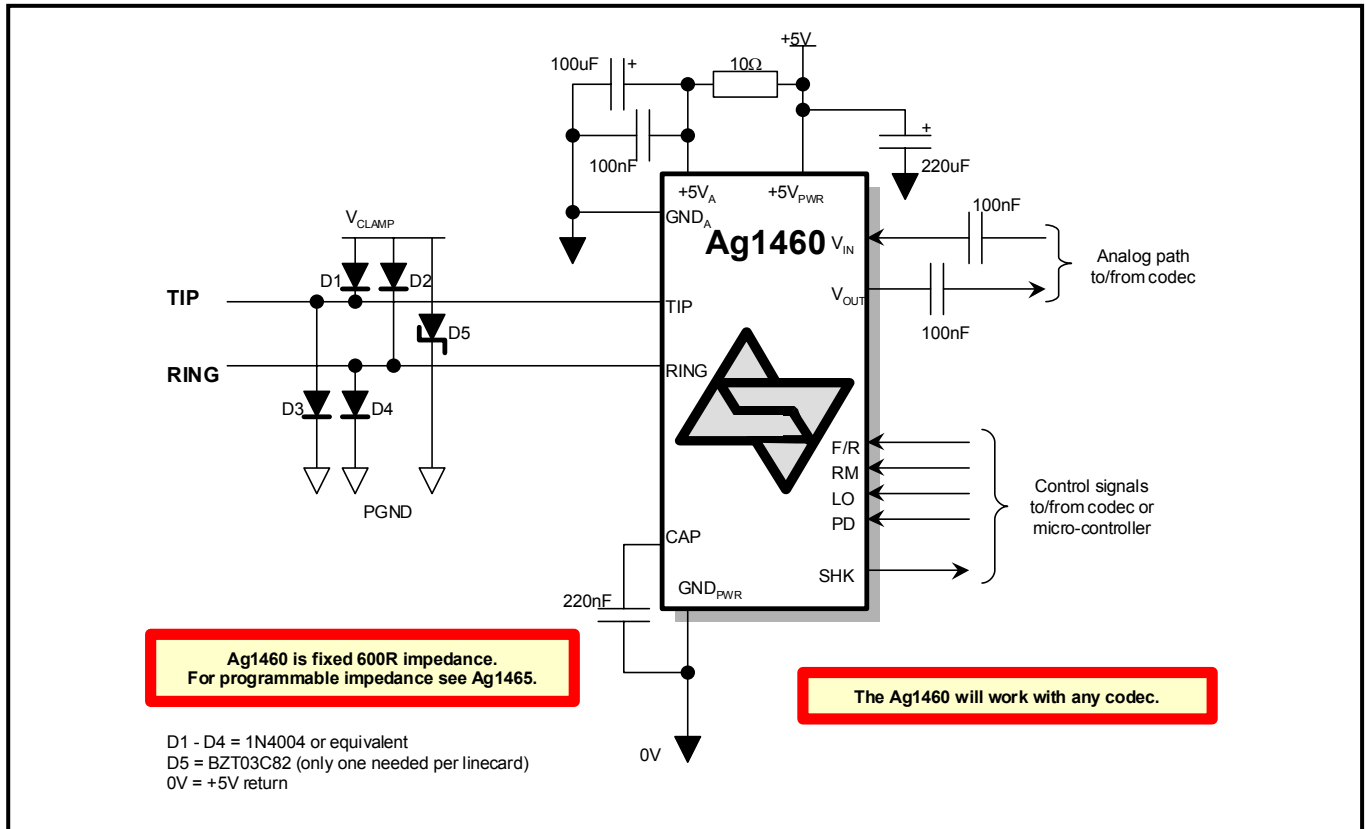 +5V
100uF
+
10Ω
100nF
+
220uF
+5VA
+5VPWR
GNDA
Ag1460
VIN
100nF
Analog path
to/from codec
VCLAMP
D1
D2
TIP
TIP
VOUT
100nF
D5
RING
RING
D3
D4
F/R
RM
LO
PD
Control signals
to/from codec or
micro-controller
PGND
CAP
SHK
GNDPWR
220nF
Ag1460 is fixed 600R impedance.
For programmable impedance see Ag1465.
The Ag1460 will work with any codec.
D1 - D4 = 1N4004 or equivalent
D5 = BZT03C82 (only one needed per linecard)
0V = +5V return
0V